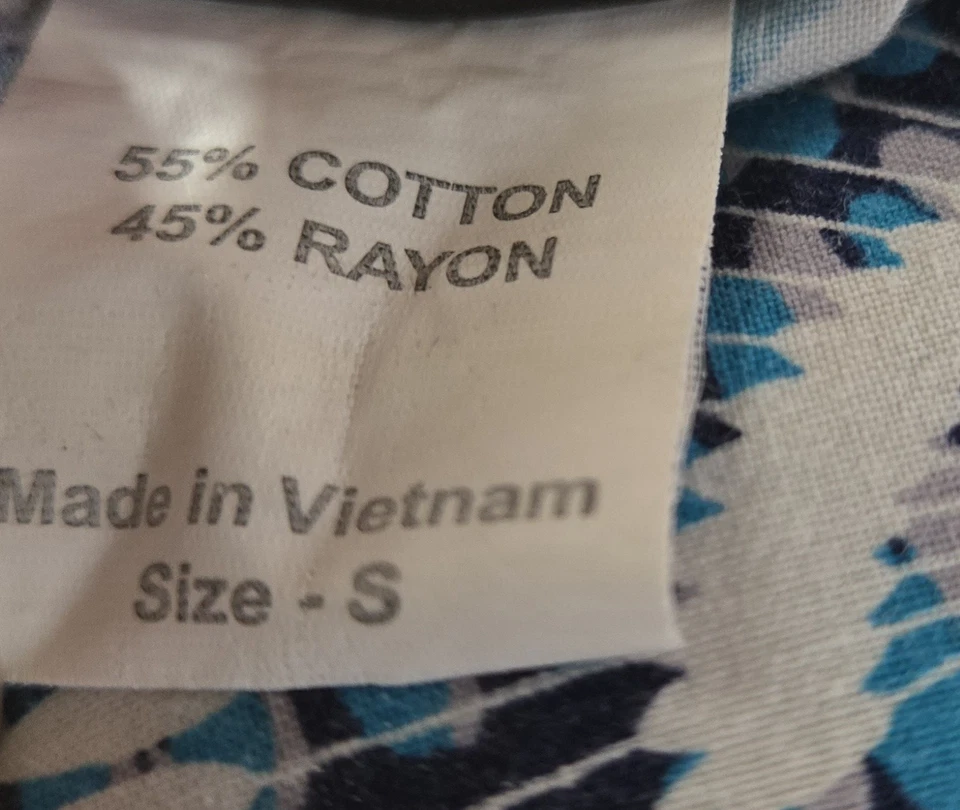 55% COTTON
45% RAYON
Made in Vietnam
Size - S